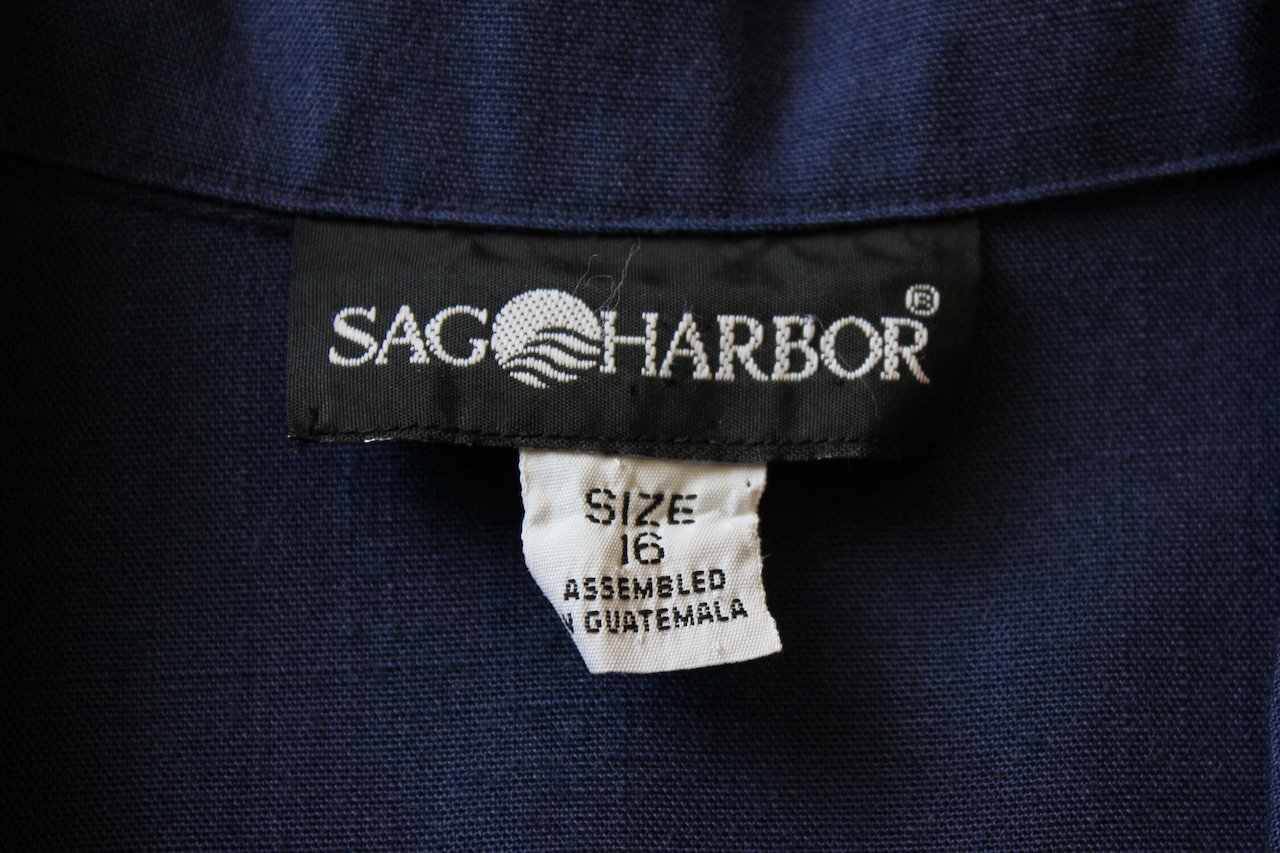 SAG HARBOR®
SIZE
16
ASSEMBLED
N GUATEMALA